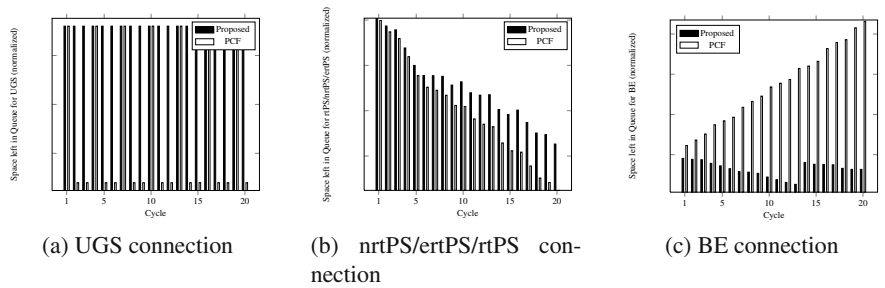 Space left in Queue for UGS (normalized)
Proposed
PCF
1
5
10
15
20
Cycle
(a) UGS connection
Space left in Queue for rtPS/nrtPS/ertPS (normalized)
Proposed
PCF
1
5
10
15
20
Cycle
(b) nrtPS/ertPS/rtPS con-
nection
Space left in Queue for BE (normalized)
Proposed
PCF
1
5
10
15
20
Cycle
(c) BE connection